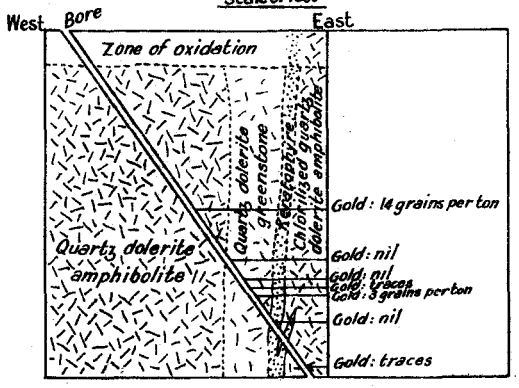 West
Bore
East
Zone of oxidation
Quartz dolerite
greenstone
Chloritized quartz
dolerite amphibolite
Quartz dolerite
amphibolite
Gold: 14 grains per ton
Gold: nil
Gold: nil
Gold: traces
Gold: 3 grains per ton
Gold: nil
Gold: traces